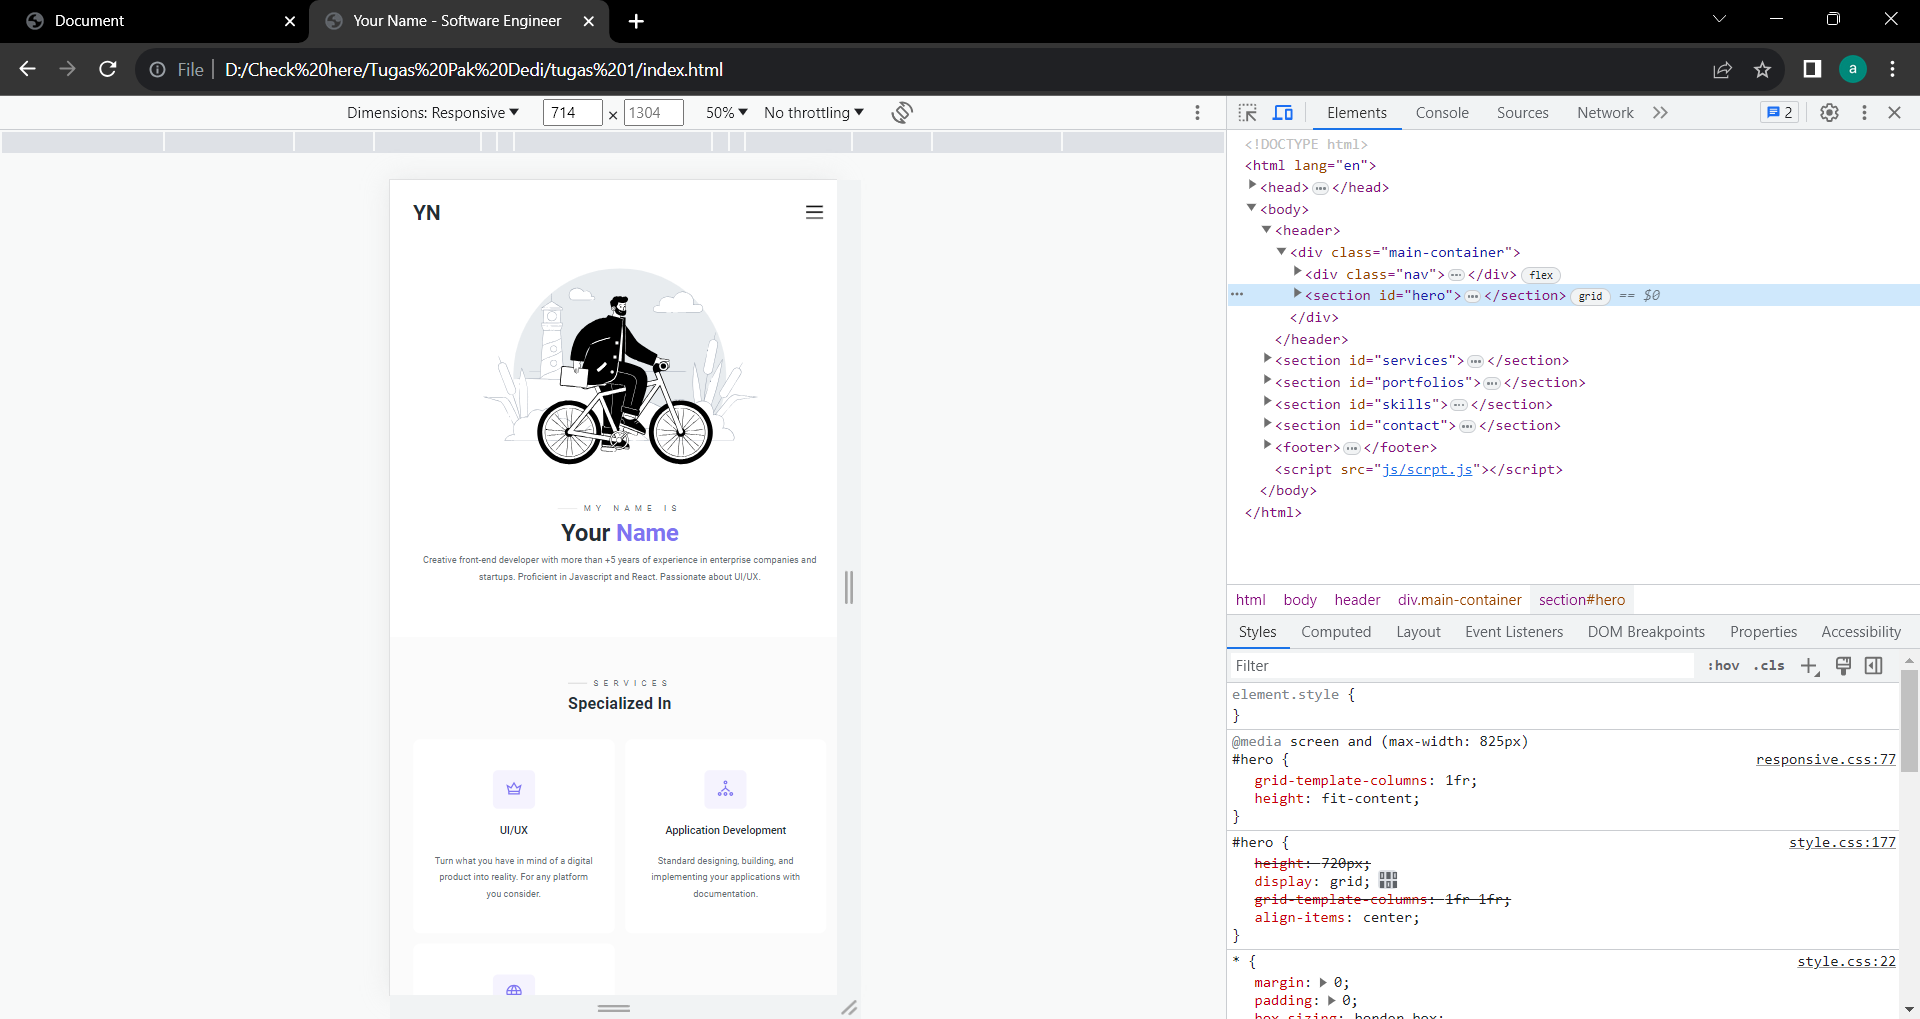 Document
Your Name - Software Engineer
File
D:/Check%20here/Tugas%20Pak%20Dedi/tugas%201/index.html
a
Dimensions: Responsive
714
×
1304
50%
No throttling
YN
MY NAME IS
Your Name
Creative front-end developer with more than +5 years of experience in enterprise companies and
startups. Proficient in Javascript and React. Passionate about UI/UX.
SERVICES
Specialized In
UI/UX
Turn what you have in mind of a digital
product into reality. For any platform
you consider.
Application Development
Standard designing, building, and
implementing your applications with
documentation.
Elements Console Sources Network
2
<!DOCTYPE html>
<html lang="en">
<head>…</head>
<body>
<header>
<div class="main-container">
<div class="nav">…</div> flex
<section id="hero">…</section> grid == $0
</div>
</header>
<section id="services">…</section>
<section id="portfolios">…</section>
<section id="skills">…</section>
<section id="contact">…</section>
<footer>…</footer>
<script src="js/scrpt.js"></script>
</body>
</html>
html body header div.main-container section#hero
Styles Computed Layout Event Listeners DOM Breakpoints Properties Accessibility
Filter
:hov .cls
element.style {
}
@media screen and (max-width: 825px)
#hero { responsive.css:77
grid-template-columns: 1fr;
height: fit-content;
}
#hero { style.css:177
height: 720px;
display: grid;
grid-template-columns: 1fr 1fr;
align-items: center;
}
* { style.css:22
margin: 0;
padding: 0;
box-sizing: border-box;